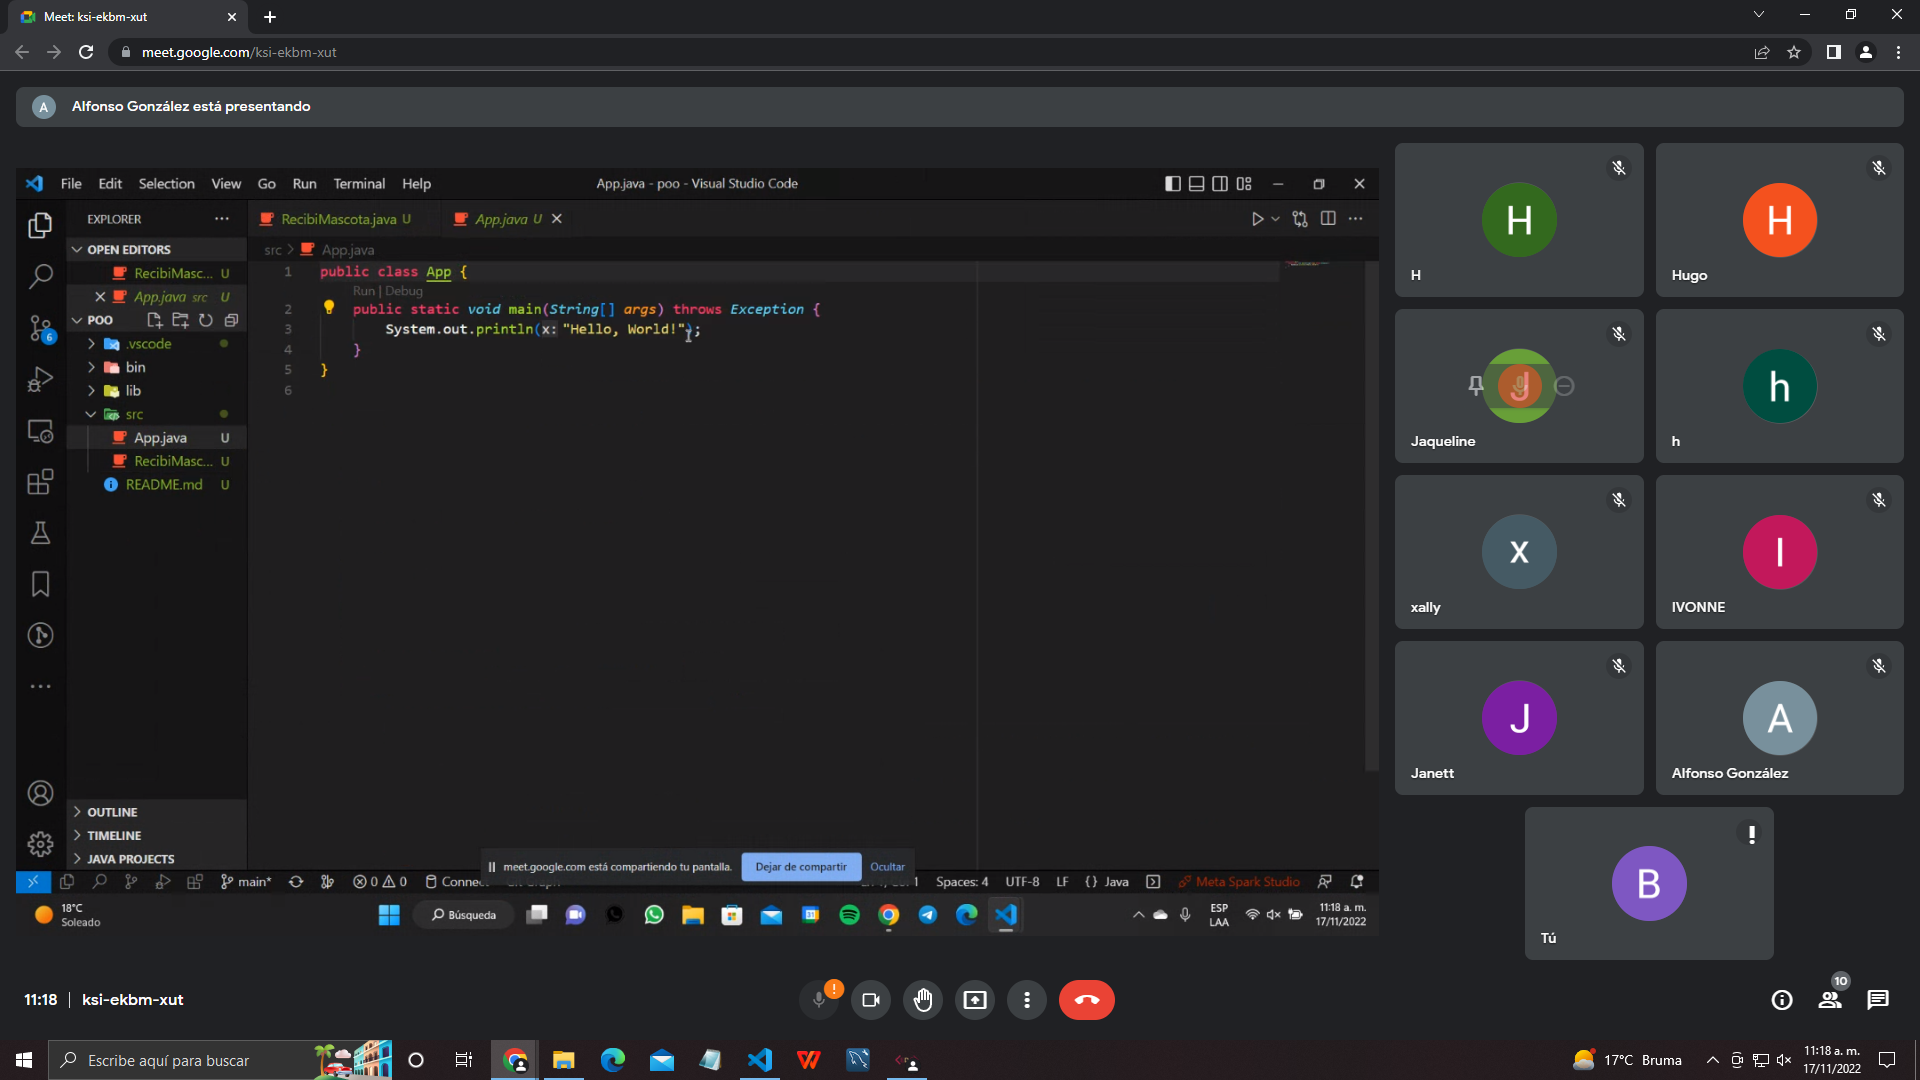 Meet: ksi-ekbm-xut
meet.google.com/ksi-ekbm-xut
A Alfonso González está presentando
File Edit Selection View Go Run Terminal Help
App.java - poo - Visual Studio Code
EXPLORER
RecibiMascota.java U
App.java U
OPEN EDITORS
RecibiMasc... U
App.java src U
POO
.vscode
bin
lib
src
App.java U
RecibiMasc... U
README.md U
OUTLINE
TIMELINE
JAVA PROJECTS
6
src > App.java
1 public class App {
Run | Debug
2 public static void main(String[] args) throws Exception {
3 System.out.println(x: "Hello, World!");
4 }
5 }
6
meet.google.com está compartiendo tu pantalla. Dejar de compartir Ocultar
main* 0 0 Spaces: 4 UTF-8 LF {} Java Meta Spark Studio
18°C
Soleado
Búsqueda
ESP
LAA
11:18 a. m.
17/11/2022
H
H
H
Hugo
J
Jaqueline
h
h
x
xally
I
IVONNE
J
Janett
A
Alfonso González
B
Tú
11:18 | ksi-ekbm-xut
10
Escribe aquí para buscar
17°C Bruma
11:18 a. m.
17/11/2022